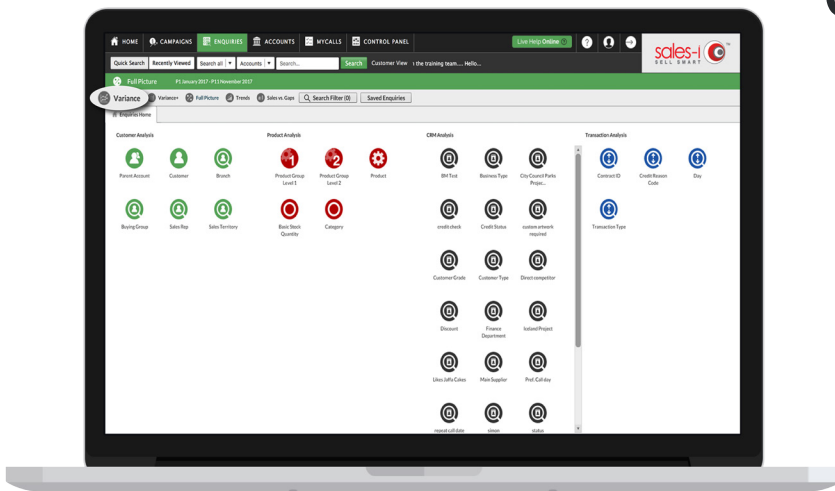 HOME CAMPAIGNS ENQUIRIES ACCOUNTS MYCALLS CONTROL PANEL Live Help Online
sales-i
SELL SMART
Quick Search Recently Viewed Search all Accounts Search... Search Customer View the training team.... Hello...
Full Picture P1 January 2017 - P11 November 2017
Variance Variance+ Full Picture Trends Sales vs. Gaps Search Filter (0) Saved Enquiries
Enquiries Home
Customer Analysis Product Analysis CRM Analysis Transaction Analysis
Parent Account Customer Branch Product Group Level 1 Product Group Level 2 Product BM Test Business Type City Council Parks Projec... Contract ID Credit Reason Code Day
Buying Group Sales Rep Sales Territory Basic Stock Quantity Category credit check Credit Status custom artwork required Transaction Type
Customer Grade Customer Type Direct competitor
Discount Finance Department Iceland Project
Likes Jaffa Cakes Main Supplier Pref. Call day
repeat call date simon status